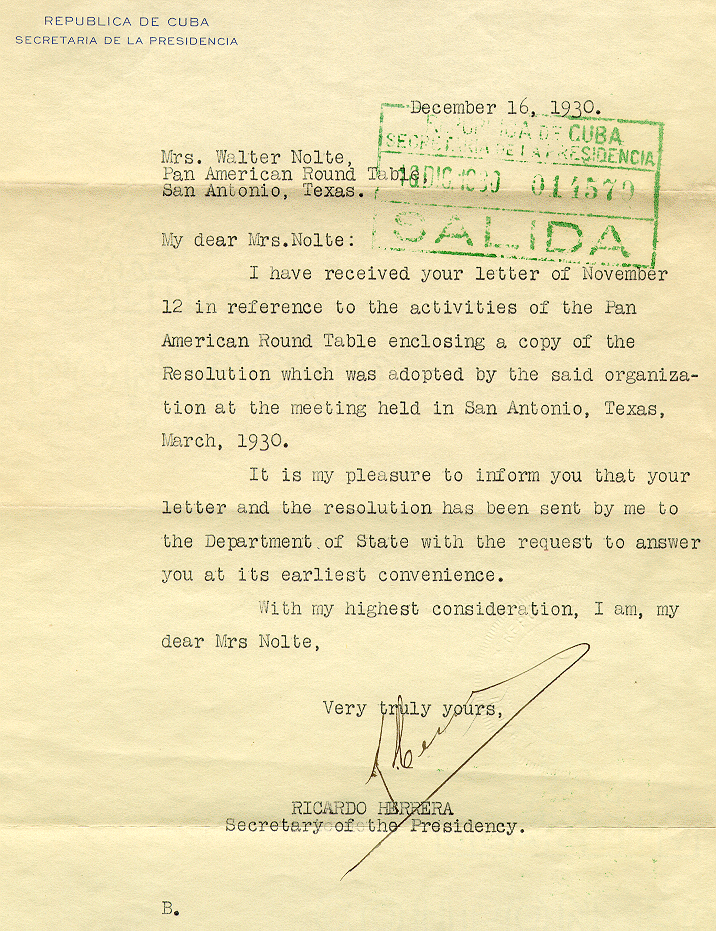 REPUBLICA DE CUBA
SECRETARIA DE LA PRESIDENCIA
December 16, 1930.
REPUBLICA DE CUBA
SECRETARIA DE LA PRESIDENCIA
DIC. 1930 014570
SALIDA
Mrs. Walter Nolte,
Pan American Round Table
San Antonio, Texas.
My dear Mrs.Nolte:
I have received your letter of November
12 in reference to the activities of the Pan
American Round Table enclosing a copy of the
Resolution which was adopted by the said organiza-
tion at the meeting held in San Antonio, Texas,
March, 1930.
It is my pleasure to inform you that your
letter and the resolution has been sent by me to
the Department of State with the request to answer
you at its earliest convenience.
With my highest consideration, I am, my
dear Mrs Nolte,
Very truly yours,
RICARDO HERRERA
Secretary of the Presidency.
B.